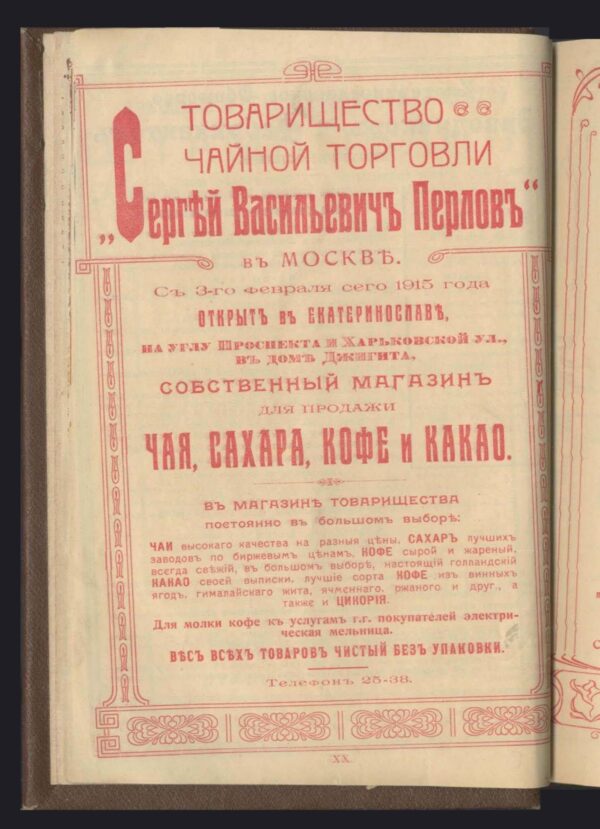 ТОВАРИЩЕСТВО
ЧАЙНОЙ ТОРГОВЛИ
„Сергѣй Васильевичъ Перловъ“
въ МОСКВѢ.
Съ 3-го февраля сего 1915 года
ОТКРЫТЪ въ ЕКАТЕРИНОСЛАВѢ,
на углу Проспекта и Харьковской ул.,
въ домѣ Джигита,
СОБСТВЕННЫЙ МАГАЗИНЪ
ДЛЯ ПРОДАЖИ
ЧАЯ, САХАРА, КОФЕ и КАКАО.
ВЪ МАГАЗИНѢ ТОВАРИЩЕСТВА
постоянно въ большомъ выборѣ:
ЧАИ высокаго качества на разныя цѣны, САХАРЪ лучшихъ
заводовъ по биржевымъ цѣнамъ, КОФЕ сырой и жареный,
всегда свѣжій, въ большомъ выборѣ, настоящій голландскій
КАКАО своей выписки, лучшіе сорта КОФЕ изъ винныхъ
ягодъ, гималайскаго жита, ячменнаго, ржаного и друг., а
также и ЦИКОРІЯ.
Для молки кофе къ услугамъ г.г. покупателей электри-
ческая мельница.
ВѢСЪ ВСѢХЪ ТОВАРОВЪ ЧИСТЫЙ БЕЗЪ УПАКОВКИ.
Телефонъ 25-38.
XX.